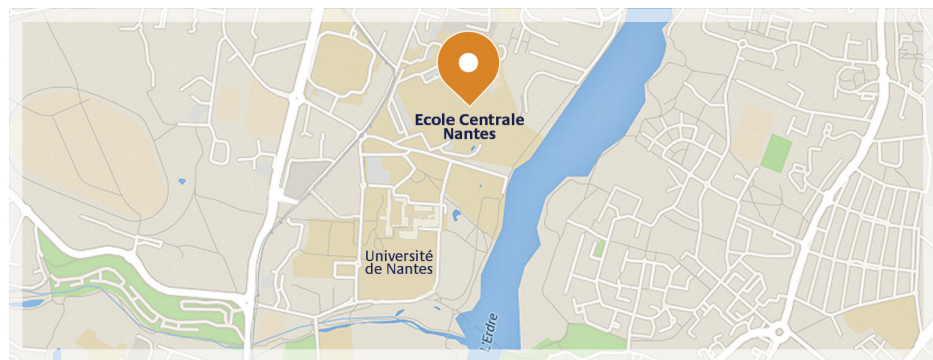 Ecole Centrale
Nantes
Université
de Nantes
L'Erdre